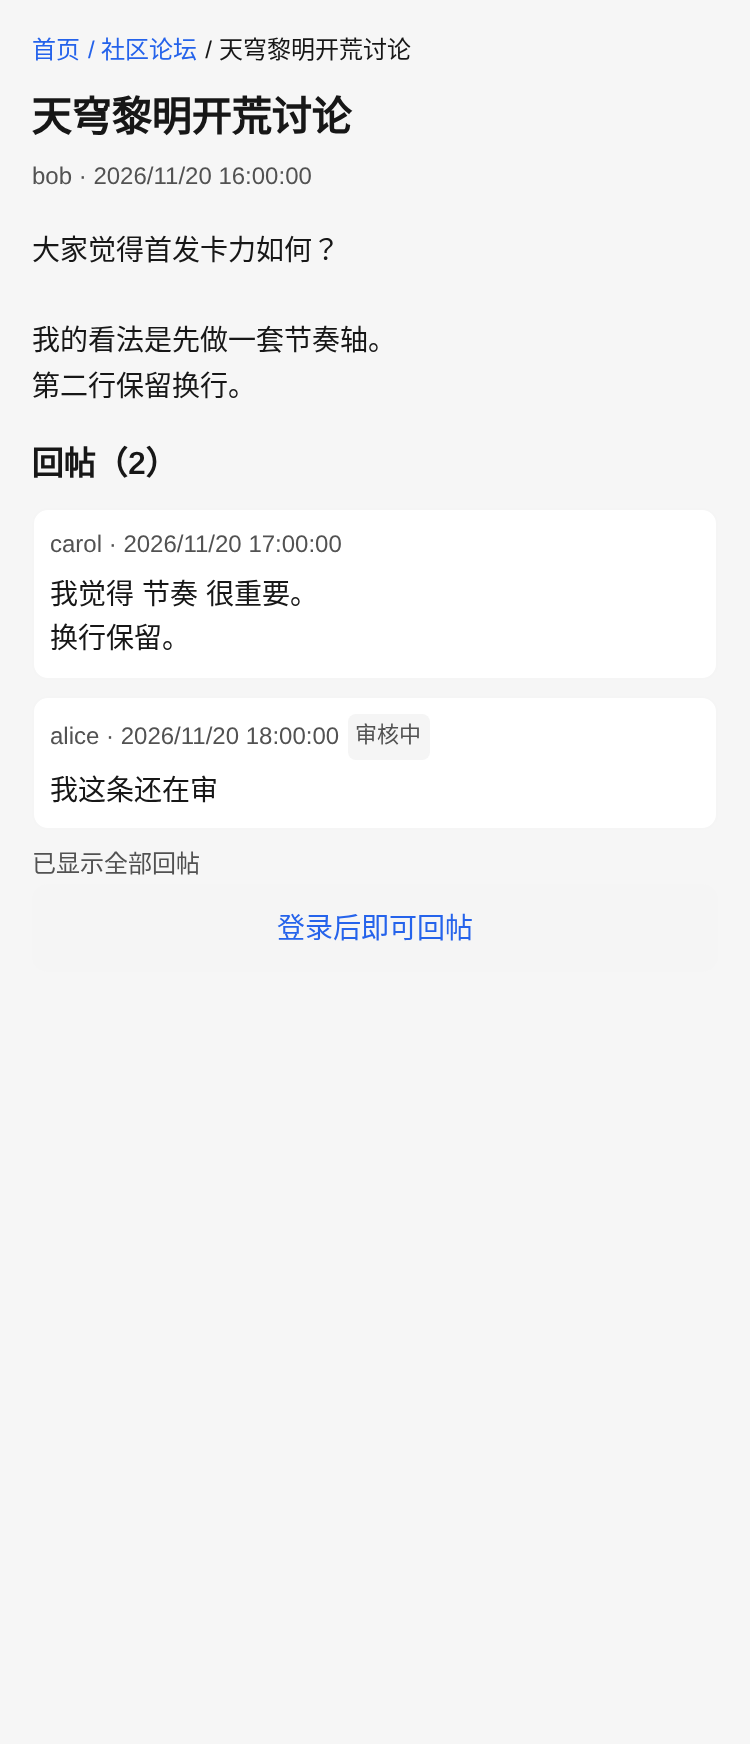 首页 / 社区论坛 / 天穹黎明开荒讨论
天穹黎明开荒讨论
bob · 2026/11/20 16:00:00
大家觉得首发卡力如何？
我的看法是先做一套节奏轴。
第二行保留换行。
回帖（2）
carol · 2026/11/20 17:00:00
我觉得 节奏 很重要。
换行保留。
alice · 2026/11/20 18:00:00 审核中
我这条还在审
已显示全部回帖
登录后即可回帖